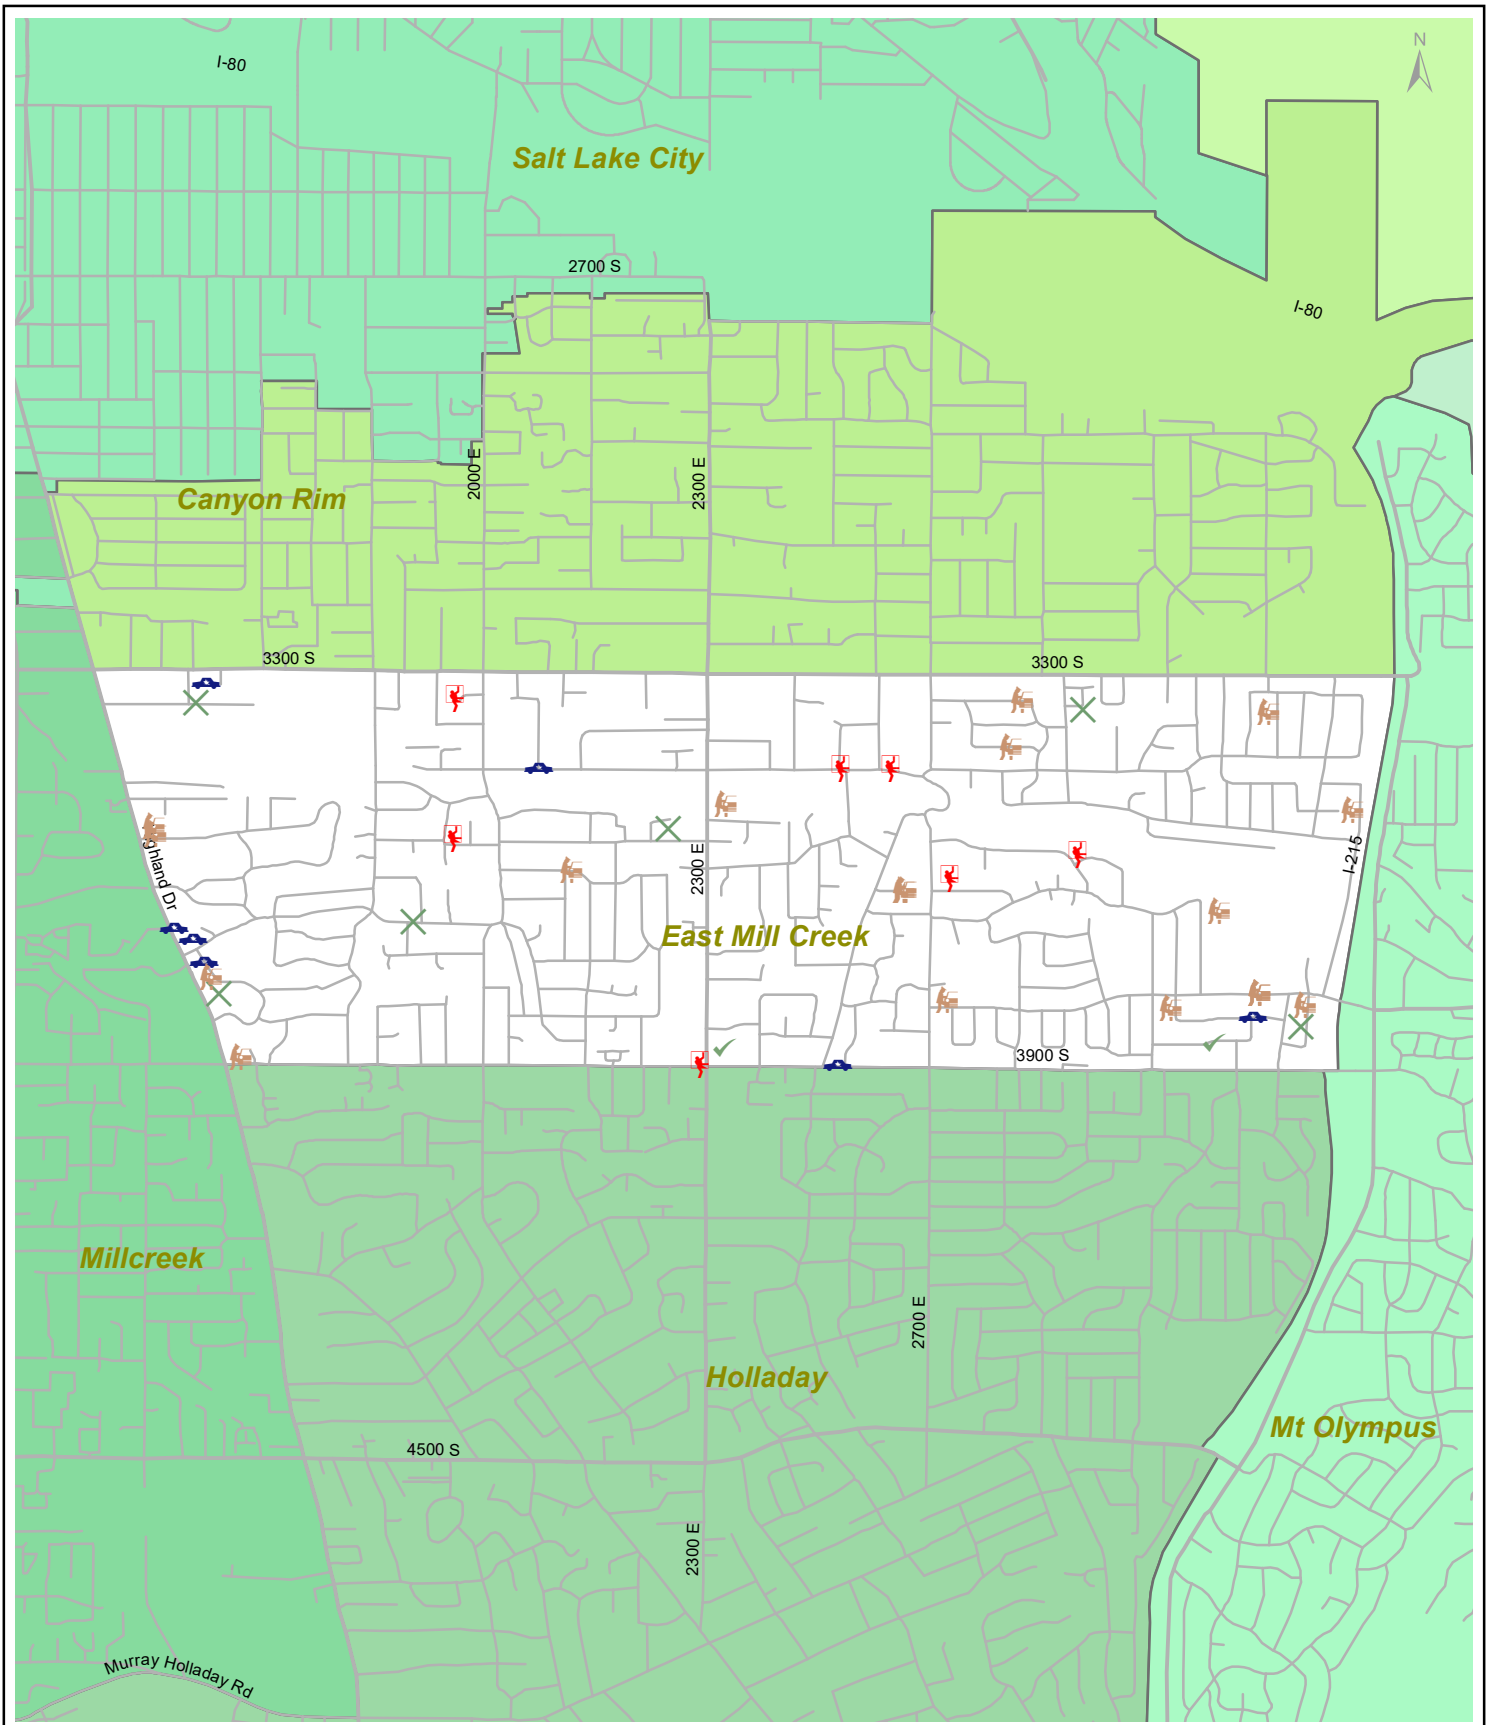 I-80
N
Salt Lake City
2700 S
I-80
2000 E
2300 E
Canyon Rim
3300 S
3300 S
ghland Dr
2300 E
I-215
East Mill Creek
3900 S
Millcreek
2700 E
Holladay
Mt Olympus
4500 S
2300 E
Murray Holladay Rd